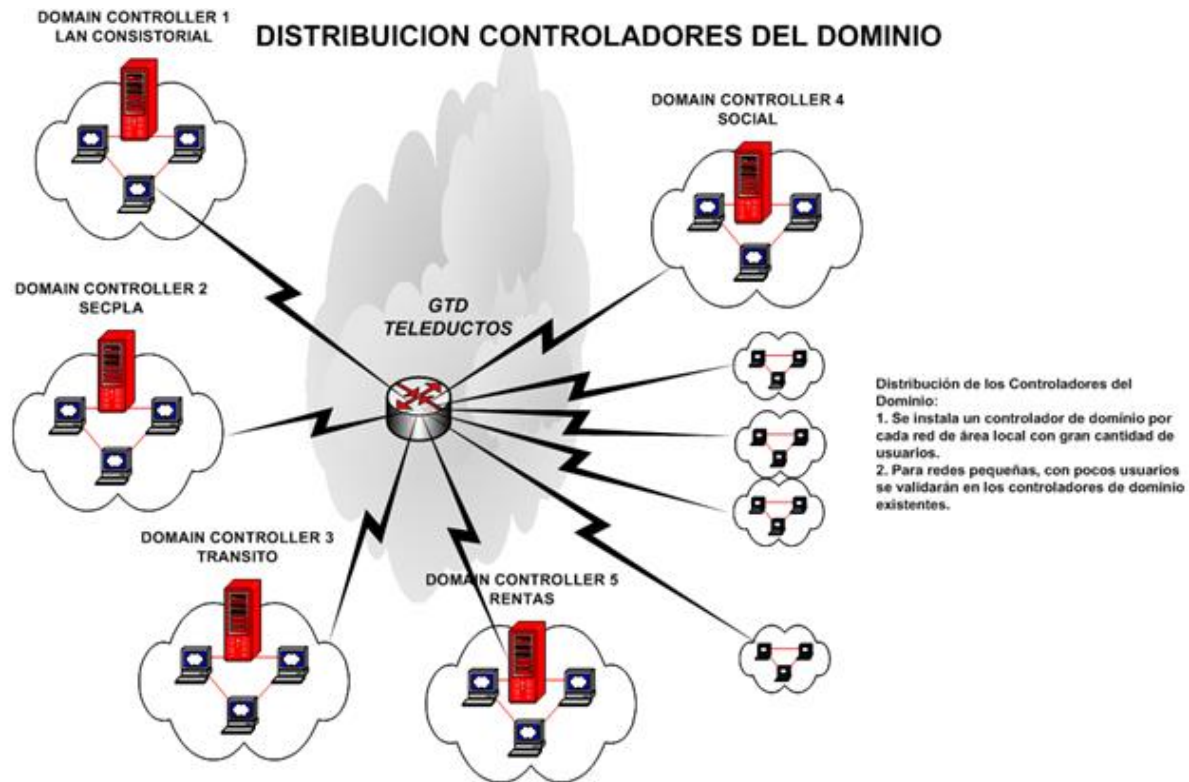 DOMAIN CONTROLLER 1
LAN CONSISTORIAL
DISTRIBUICION CONTROLADORES DEL DOMINIO
DOMAIN CONTROLLER 4
SOCIAL
DOMAIN CONTROLLER 2
SECPLA
GTD
TELEDUCTOS
Distribución de los Controladores del
Dominio:
1. Se instala un controlador de domínio por
cada red de área local con gran cantidad de
usuarios.
2. Para redes pequeñas, con pocos usuarios
se validarán en los controladores de dominio
existentes.
DOMAIN CONTROLLER 3
TRANSITO
DOMAIN CONTROLLER 5
RENTAS